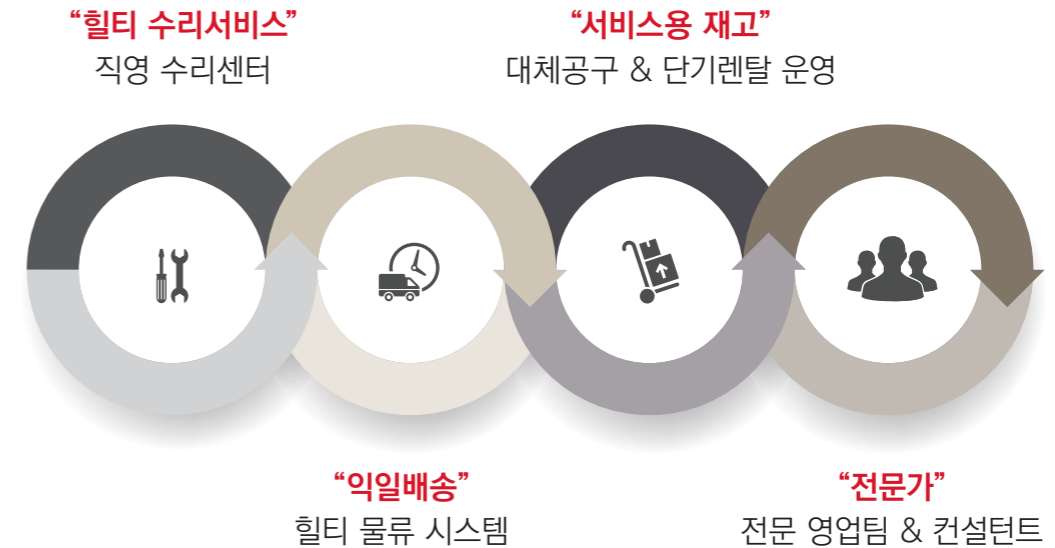 “힐티 수리서비스”
직영 수리센터
“서비스용 재고”
대체공구 & 단기렌탈 운영
“익일배송”
힐티 물류 시스템
“전문가”
전문 영업팀 & 컨설턴트